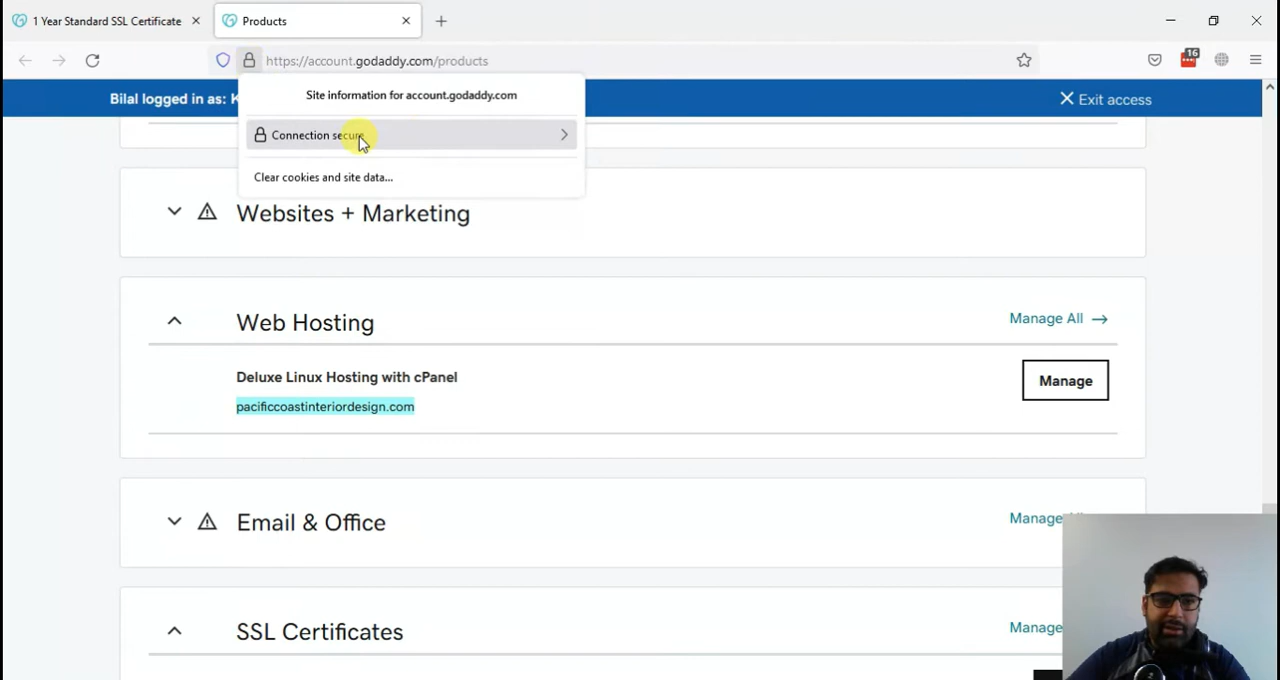 1 Year Standard SSL Certificate
Products
https://account.godaddy.com/products
16
Bilal logged in as: K
Exit access
Site information for account.godaddy.com
Connection secure
Clear cookies and site data...
Websites + Marketing
Web Hosting
Manage All
Deluxe Linux Hosting with cPanel
pacificcoastinteriordesign.com
Manage
Email & Office
Manage
SSL Certificates
Manage